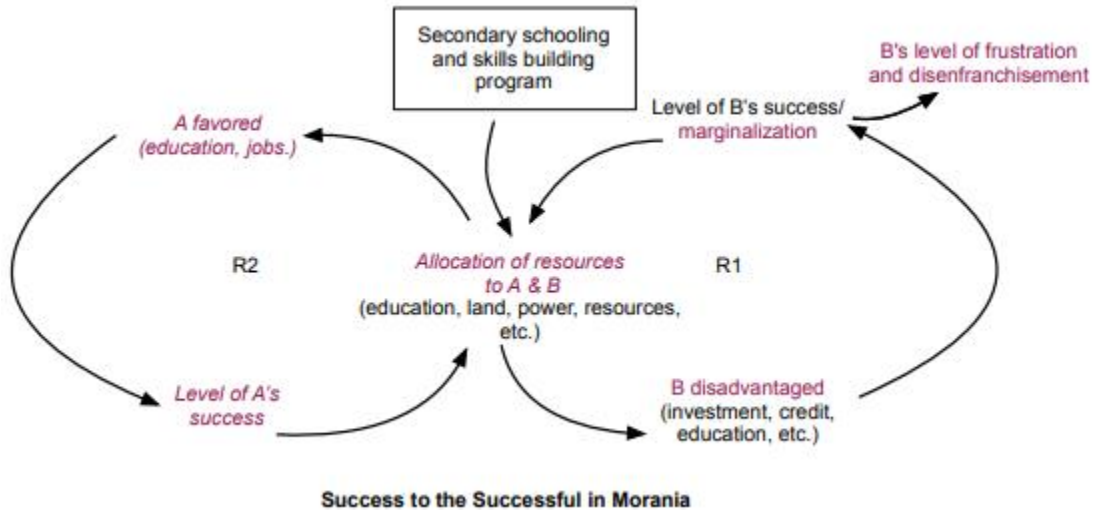 Secondary schooling
and skills building
program
B's level of frustration
and disenfranchisement
Level of B's success/
marginalization
A favored
(education, jobs.)
R2
Allocation of resources
to A & B
(education, land, power, resources,
etc.)
R1
Level of A's
success
B disadvantaged
(investment, credit,
education, etc.)
Success to the Successful in Morania